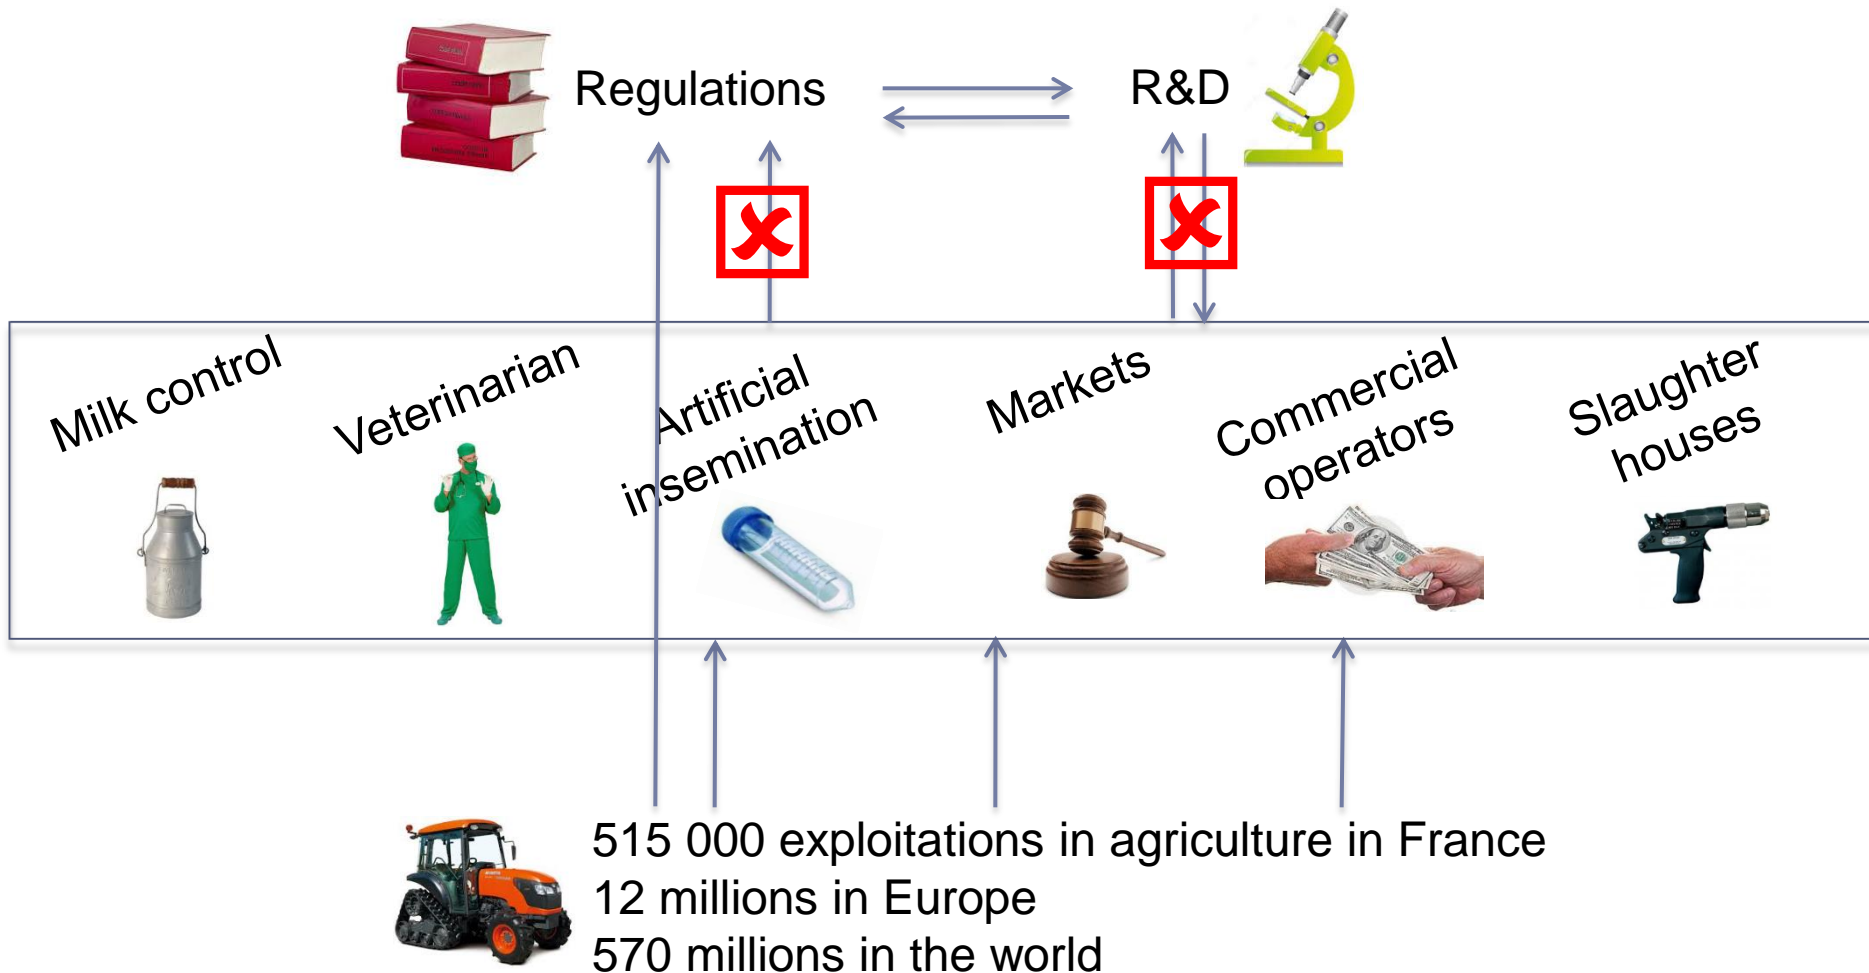 Regulations
R&D
Milk control
Veterinarian
Artificial
insemination
Markets
Commercial
operators
Slaughter
houses
515 000 exploitations in agriculture in France
12 millions in Europe
570 millions in the world